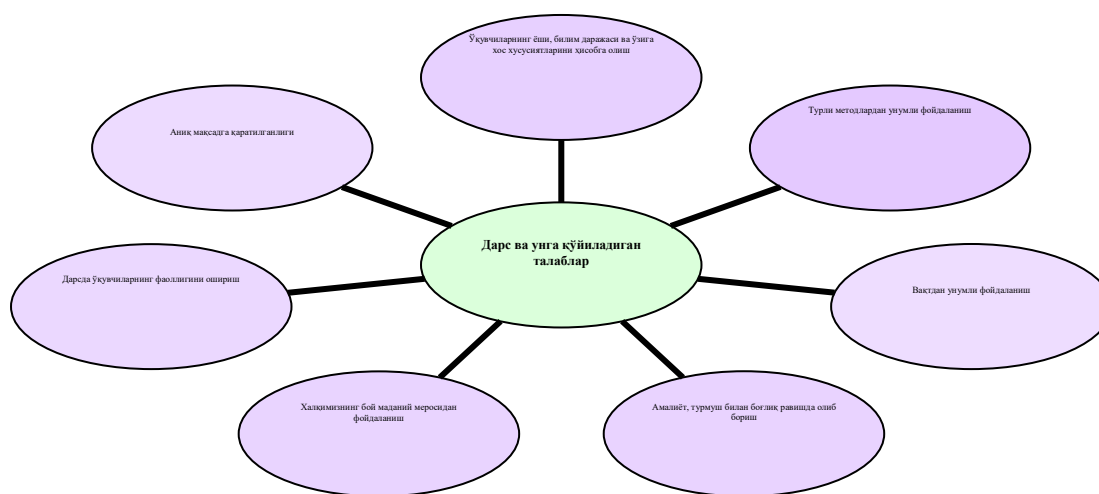 Ўқувчиларнинг ёши, билим даражаси ва ўзига
хос хусусиятларини ҳисобга олиш
Аниқ мақсадга қаратилганлиги
Турли методлардан унумли фойдаланиш
Дарс ва унга қўйиладиган
талаблар
Дарсда ўқувчиларнинг фаоллигини ошириш
Вақтдан унумли фойдаланиш
Халқимизнинг бой маданий меросидан
фойдаланиш
Амалиёт, турмуш билан боғлиқ равишда олиб
бориш